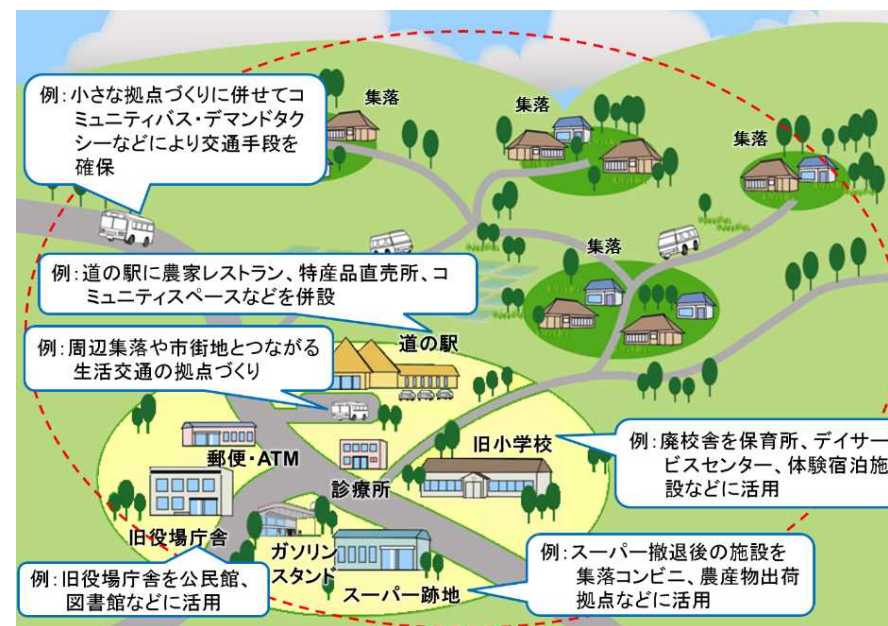 例：小さな拠点づくりに併せてコ
ミュニティバス・デマンドタク
シーなどにより交通手段を
確保
集落
集落
集落
集落
例：道の駅に農家レストラン、特産品直売所、コ
ミュニティスペースなどを併設
道の駅
例：周辺集落や市街地とつながる
生活交通の拠点づくり
郵便・ATM
診療所
旧小学校
例：廃校舎を保育所、デイサー
ビスセンター、体験宿泊施
設などに活用
旧役場庁舎
ガソリン
スタンド
スーパー跡地
例：旧役場庁舎を公民館、
図書館などに活用
例：スーパー撤退後の施設を
集落コンビニ、農産物出荷
拠点などに活用